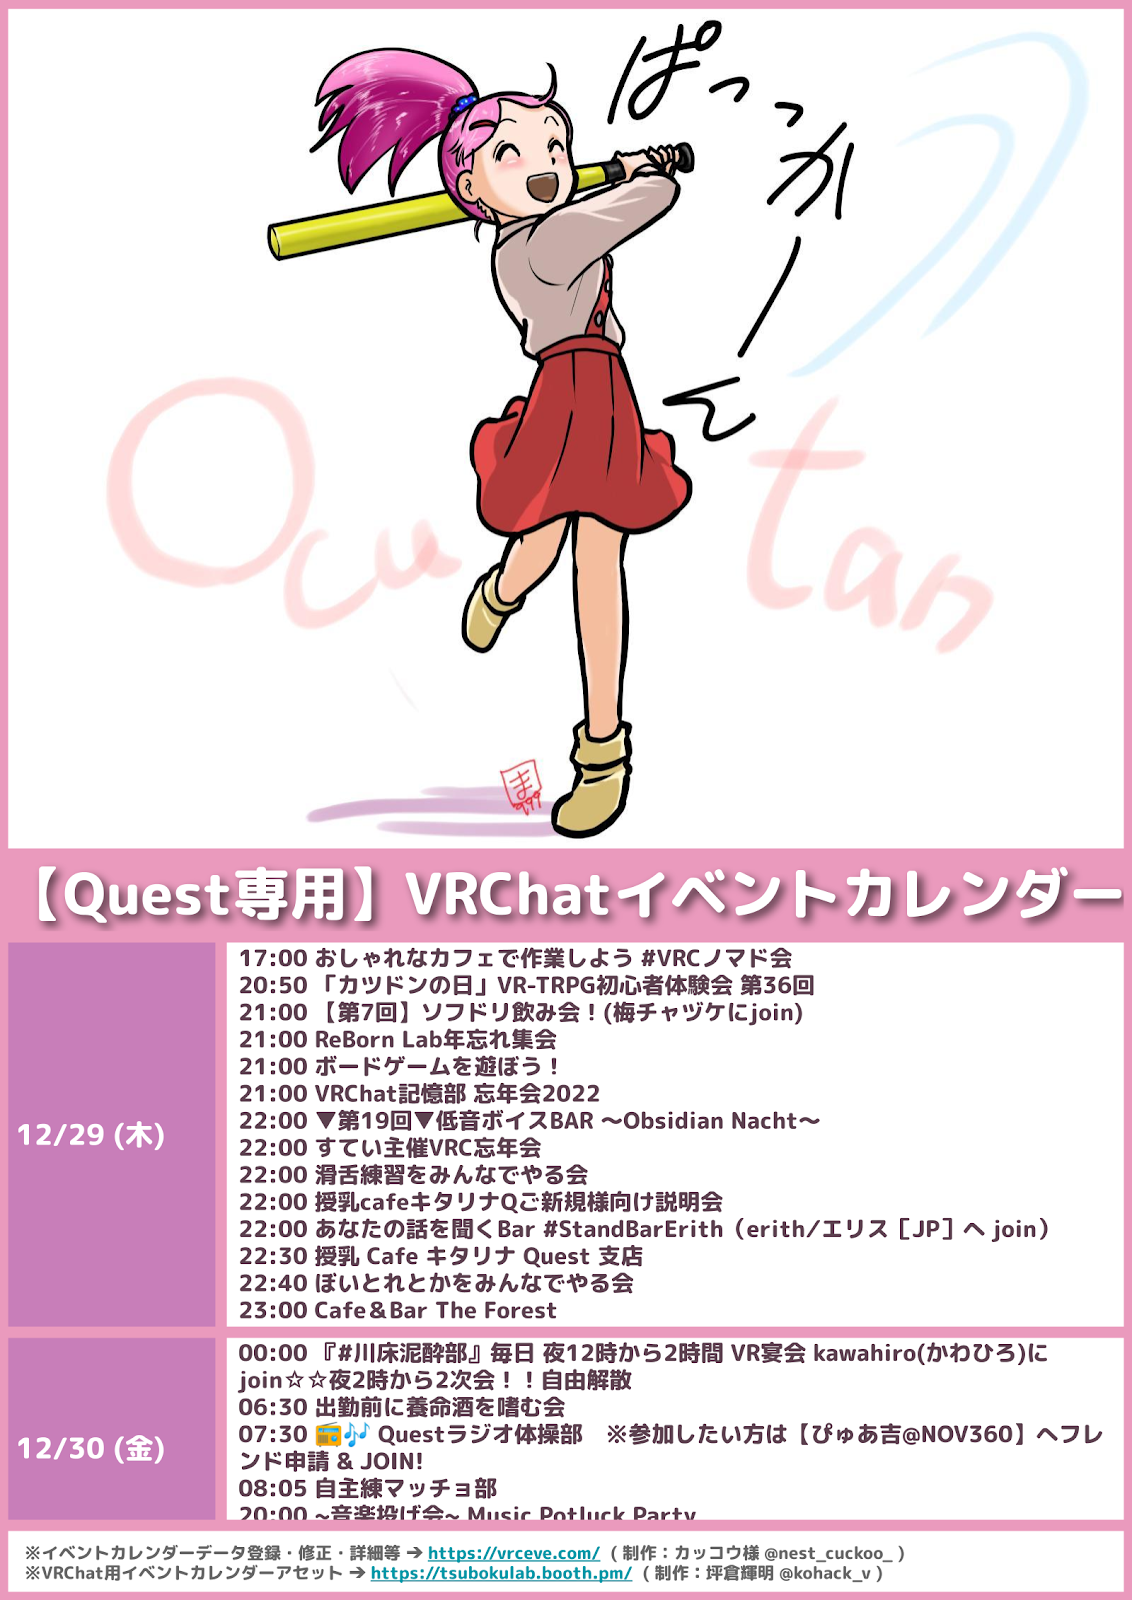 ぱっっかーん
Ocu tan
ま
999
【Quest専用】VRChatイベントカレンダー
12/29 (木)
17:00 おしゃれなカフェで作業しよう #VRCノマド会
20:50 「カツドンの日」VR-TRPG初心者体験会 第36回
21:00 【第7回】ソフドリ飲み会！(梅チャヅケにjoin)
21:00 ReBorn Lab年忘れ集会
21:00 ボードゲームを遊ぼう！
21:00 VRChat記憶部 忘年会2022
22:00 ▼第19回▼低音ボイスBAR ～Obsidian Nacht～
22:00 すてい主催VRC忘年会
22:00 滑舌練習をみんなでやる会
22:00 授乳cafeキタリナQご新規様向け説明会
22:00 あなたの話を聞くBar #StandBarErith（erith/エリス［JP］へ join）
22:30 授乳 Cafe キタリナ Quest 支店
22:40 ぼいとれとかをみんなでやる会
23:00 Cafe＆Bar The Forest
12/30 (金)
00:00 『#川床泥酔部』毎日 夜12時から2時間 VR宴会 kawahiro(かわひろ)に
join☆☆夜2時から2次会！！自由解散
06:30 出勤前に養命酒を嗜む会
07:30 📻🎶 Questラジオ体操部　※参加したい方は【ぴゅあ吉@NOV360】へフレ
ンド申請 & JOIN!
08:05 自主練マッチョ部
20:00 ~音楽投げ会~ Music Potluck Party
※イベントカレンダーデータ登録・修正・詳細等 ➔ https://vrceve.com/ （制作：カッコウ様 @nest_cuckoo_ ）
※VRChat用イベントカレンダーアセット ➔ https://tsubokulab.booth.pm/ （制作：坪倉輝明 @kohack_v ）